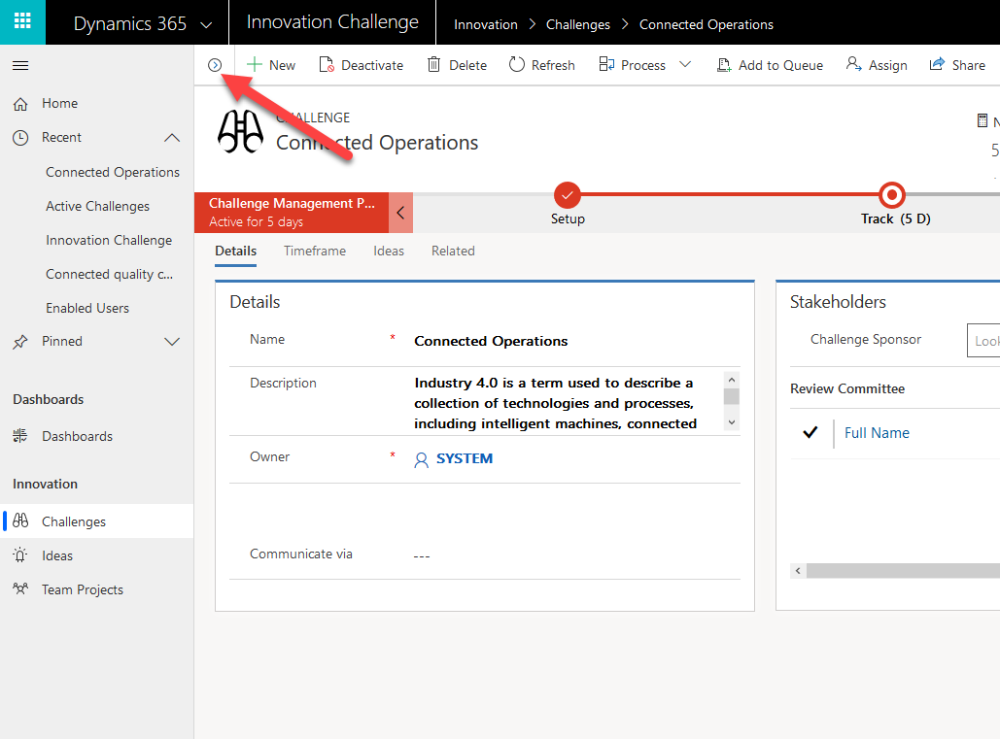 Dynamics 365
Innovation Challenge
Innovation > Challenges > Connected Operations
New
Deactivate
Delete
Refresh
Process
Add to Queue
Assign
Share
Home
Recent
Connected Operations
Active Challenges
Innovation Challenge
Connected quality c...
Enabled Users
Pinned
Dashboards
Dashboards
Innovation
Challenges
Ideas
Team Projects
CHALLENGE
Connected Operations
N
5
Challenge Management P...
Active for 5 days
Setup
Track (5 D)
Details
Timeframe
Ideas
Related
Details
Name *
Connected Operations
Description
Industry 4.0 is a term used to describe a
collection of technologies and processes,
including intelligent machines, connected
Owner *
SYSTEM
Communicate via
---
Stakeholders
Challenge Sponsor
Look
Review Committee
Full Name